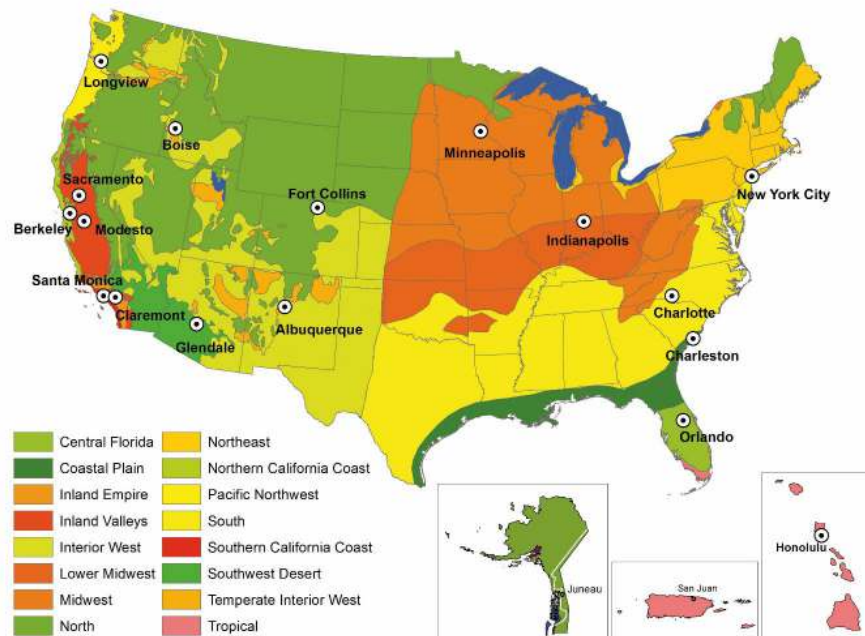 Longview
Boise
Minneapolis
New York City
Sacramento
Fort Collins
Berkeley
Modesto
Indianapolis
Santa Monica
Claremont
Albuquerque
Charlotte
Glendale
Charleston
Orlando
Central Florida
Coastal Plain
Inland Empire
Inland Valleys
Interior West
Lower Midwest
Midwest
North
Northeast
Northern California Coast
Pacific Northwest
South
Southern California Coast
Southwest Desert
Temperate Interior West
Tropical
Juneau
San Juan
Honolulu